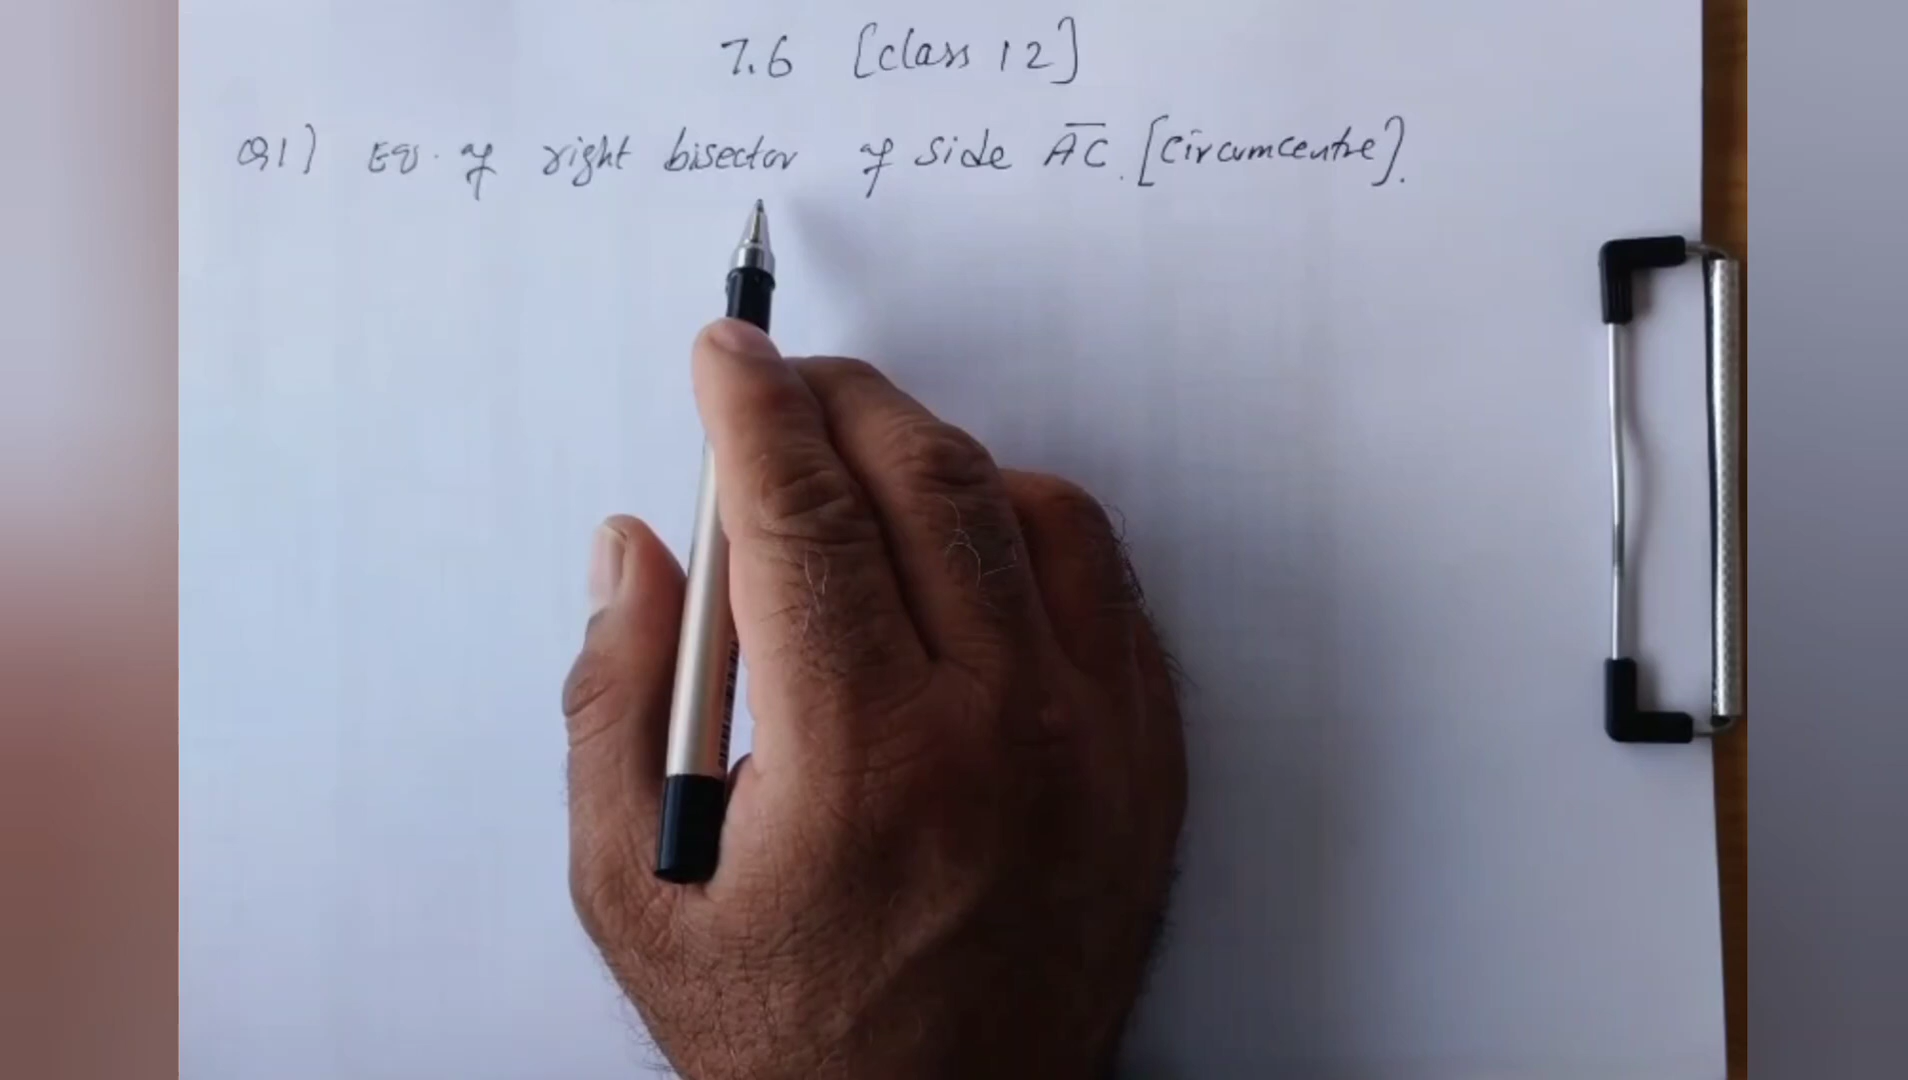 7.6 [class 12]
Q1) Eq. of right bisector of side AC. [Circumcentre].